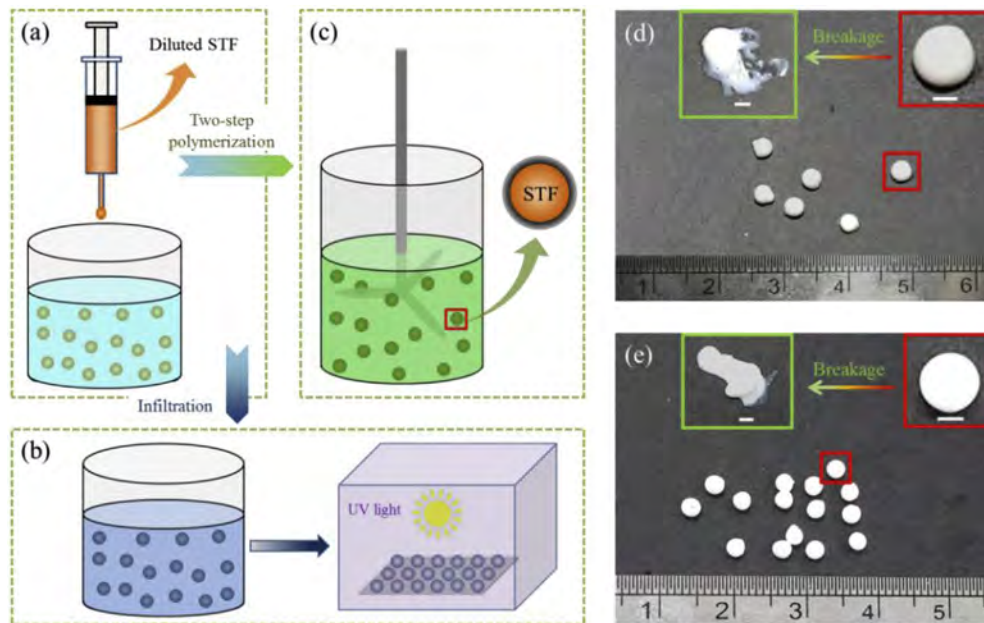 (a)
Diluted STF
Two-step
polymerization
(c)
STF
Infiltration
(b)
UV light
(d)
Breakage
1 2 3 4 5 6
(e)
Breakage
1 2 3 4 5